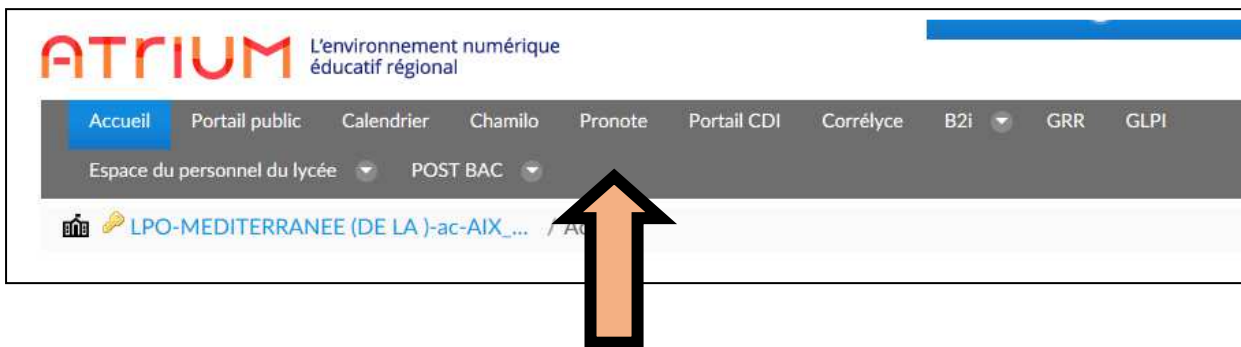 ATRIUM
L'environnement numérique
éducatif régional
Accueil Portail public Calendrier Chamilo Pronote Portail CDI Corrélyce B2i GRR GLPI
Espace du personnel du lycée POST BAC
LPO-MEDITERRANEE (DE LA )-ac-AIX_... /